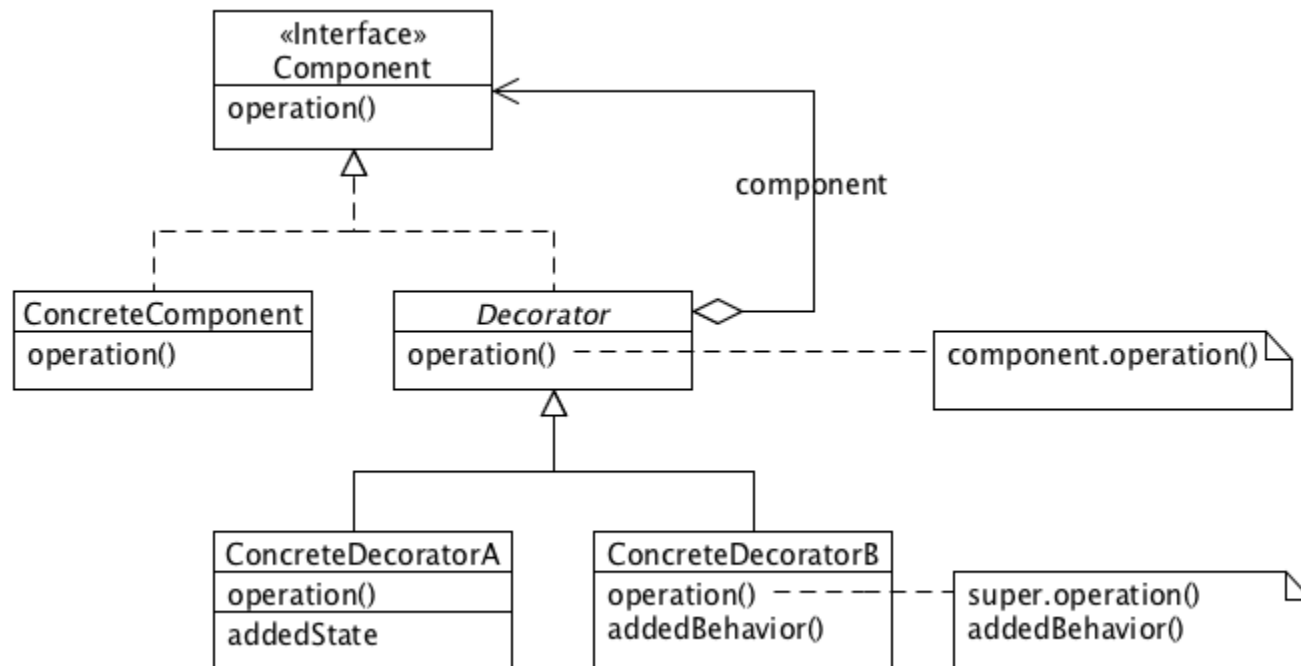 «Interface»
Component
operation()
component
ConcreteComponent
operation()
Decorator
operation()
component.operation()
ConcreteDecoratorA
operation()
addedState
ConcreteDecoratorB
operation()
addedBehavior()
super.operation()
addedBehavior()